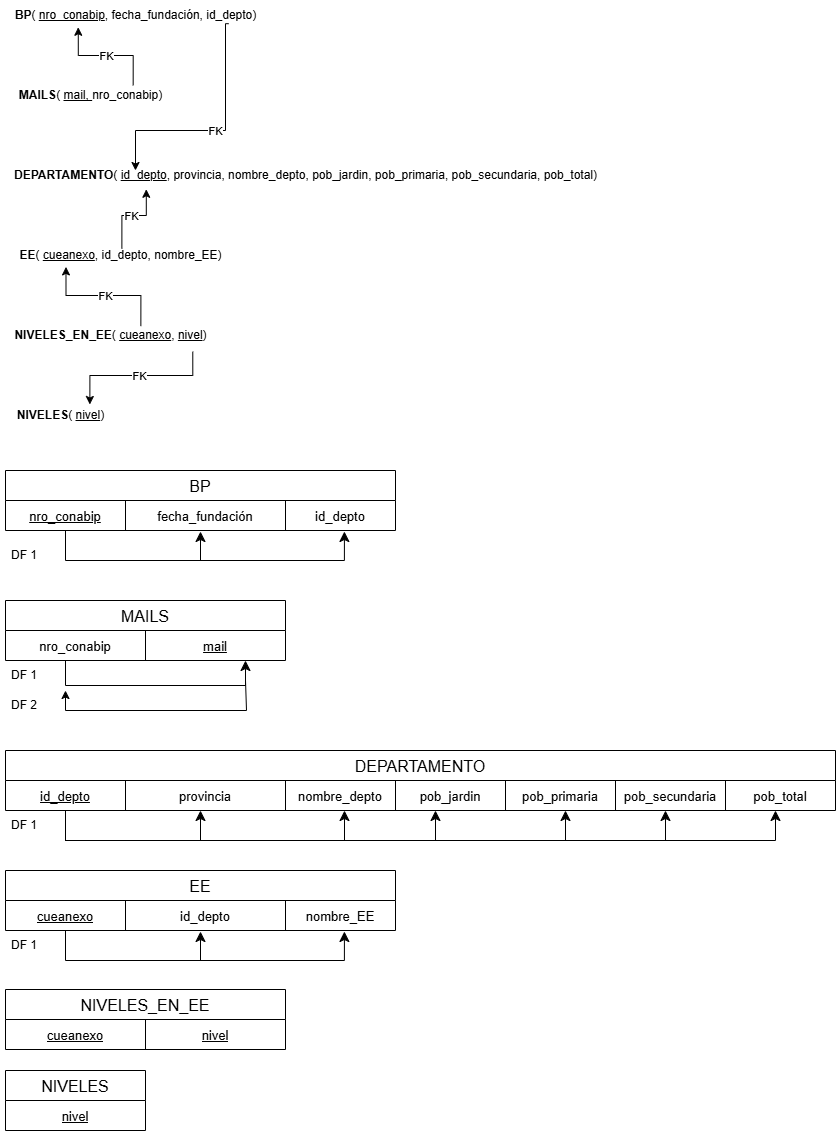 BP( nro_conabip, fecha_fundación, id_depto)
FK
MAILS( mail, nro_conabip)
FK
DEPARTAMENTO( id_depto, provincia, nombre_depto, pob_jardin, pob_primaria, pob_secundaria, pob_total)
FK
EE( cueanexo, id_depto, nombre_EE)
FK
NIVELES_EN_EE( cueanexo, nivel)
FK
NIVELES( nivel)
BP
nro_conabip fecha_fundación id_depto
DF 1
MAILS
nro_conabip mail
DF 1
DF 2
DEPARTAMENTO
id_depto provincia nombre_depto pob_jardin pob_primaria pob_secundaria pob_total
DF 1
EE
cueanexo id_depto nombre_EE
DF 1
NIVELES_EN_EE
cueanexo nivel
NIVELES
nivel